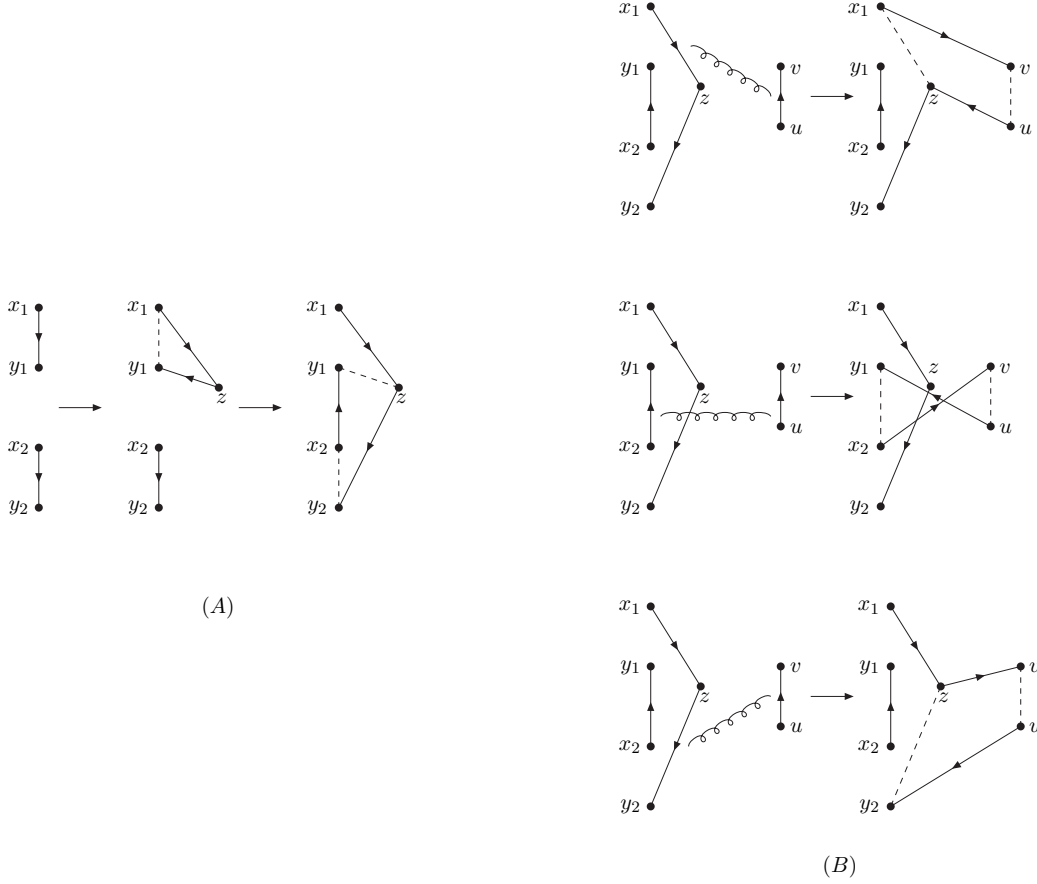 x₁
y₁
x₂
y₂
x₁
y₁
z
x₂
y₂
x₁
y₁
z
x₂
y₂
(A)
x₁
y₁
v
z
u
x₂
y₂
x₁
y₁
v
z
u
x₂
y₂
x₁
y₁
v
z
u
x₂
y₂
x₁
z
y₁
v
u
x₂
y₂
x₁
y₁
v
z
u
x₂
y₂
x₁
y₁
v
z
u
x₂
y₂
(B)